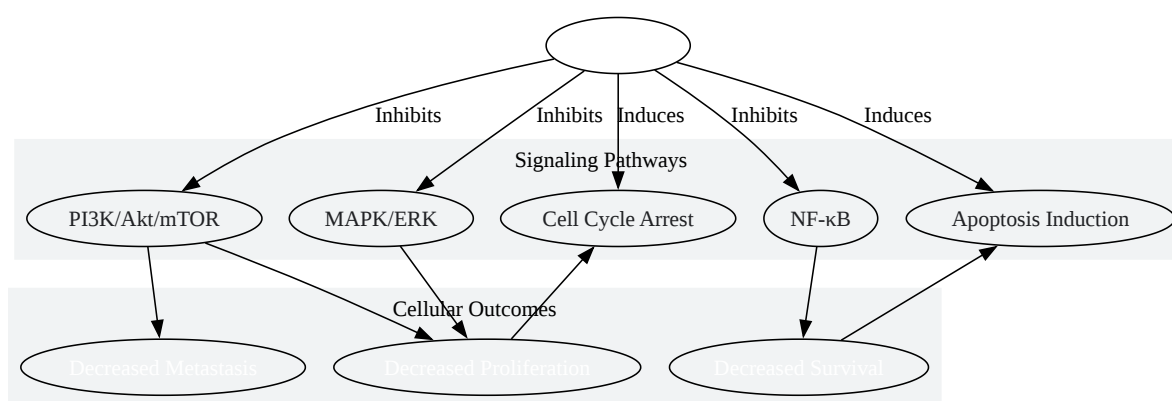 Inhibits
Inhibits
Induces
Inhibits
Induces
Signaling Pathways
PI3K/Akt/mTOR
MAPK/ERK
Cell Cycle Arrest
NF-κB
Apoptosis Induction
Cellular Outcomes
Decreased Metastasis
Decreased Proliferation
Decreased Survival